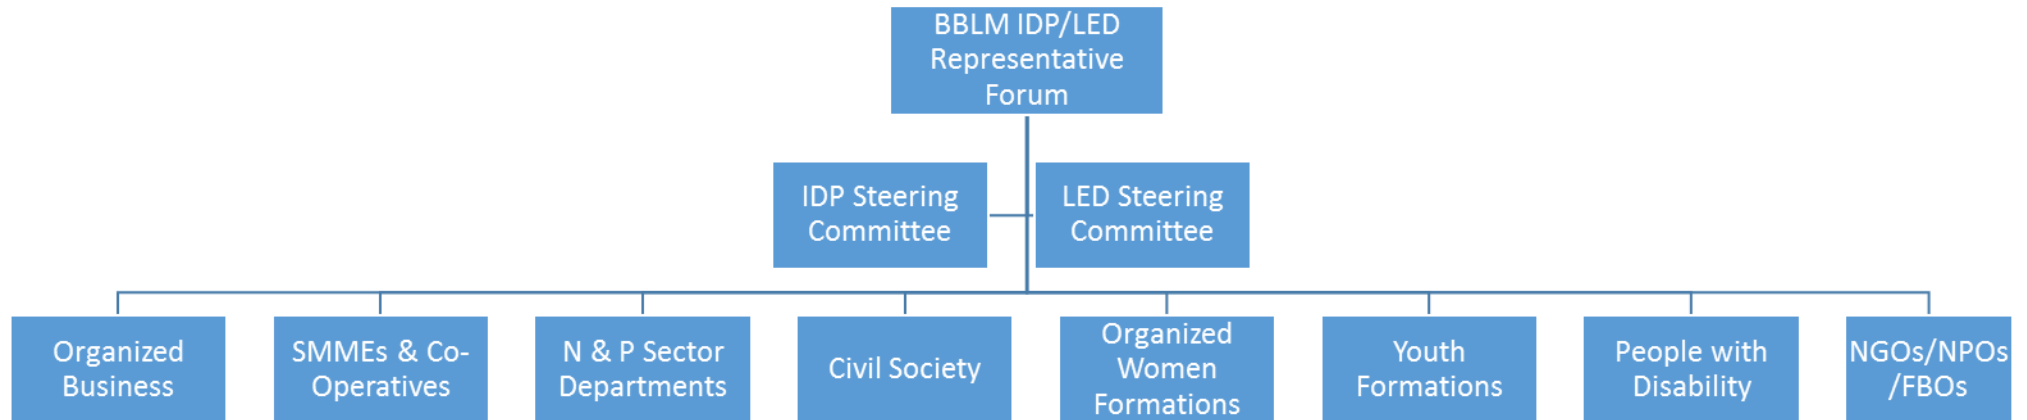 BBLM IDP/LED
Representative
Forum
IDP Steering
Committee
LED Steering
Committee
Organized
Business
SMMEs & Co-
Operatives
N & P Sector
Departments
Civil Society
Organized
Women
Formations
Youth
Formations
People with
Disability
NGOs/NPOs
/FBOs